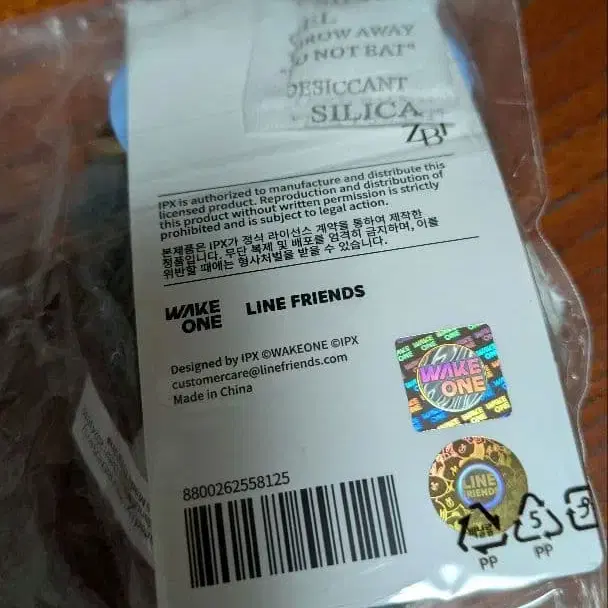 EL
THROW AWAY
"DO NOT EAT"
DESICCANT
SILICA
ZB1
IPX is authorized to manufacture and distribute this
licensed product. Reproduction and distribution of
this product without written permission is strictly
prohibited and is subject to legal action.
본제품은 IPX가 정식 라이선스 계약을 통하여 제작한
정품입니다. 무단 복제 및 배포를 엄격히 금지하며, 이를
위반할 때에는 형사처벌을 받을 수 있습니다.
WAKE
ONE
LINE FRIENDS
Designed by IPX ©WAKEONE ©IPX
customercare@linefriends.com
Made in China
WAKE
ONE
8800262558125
LINE
FRIENDS
5
PP
PP